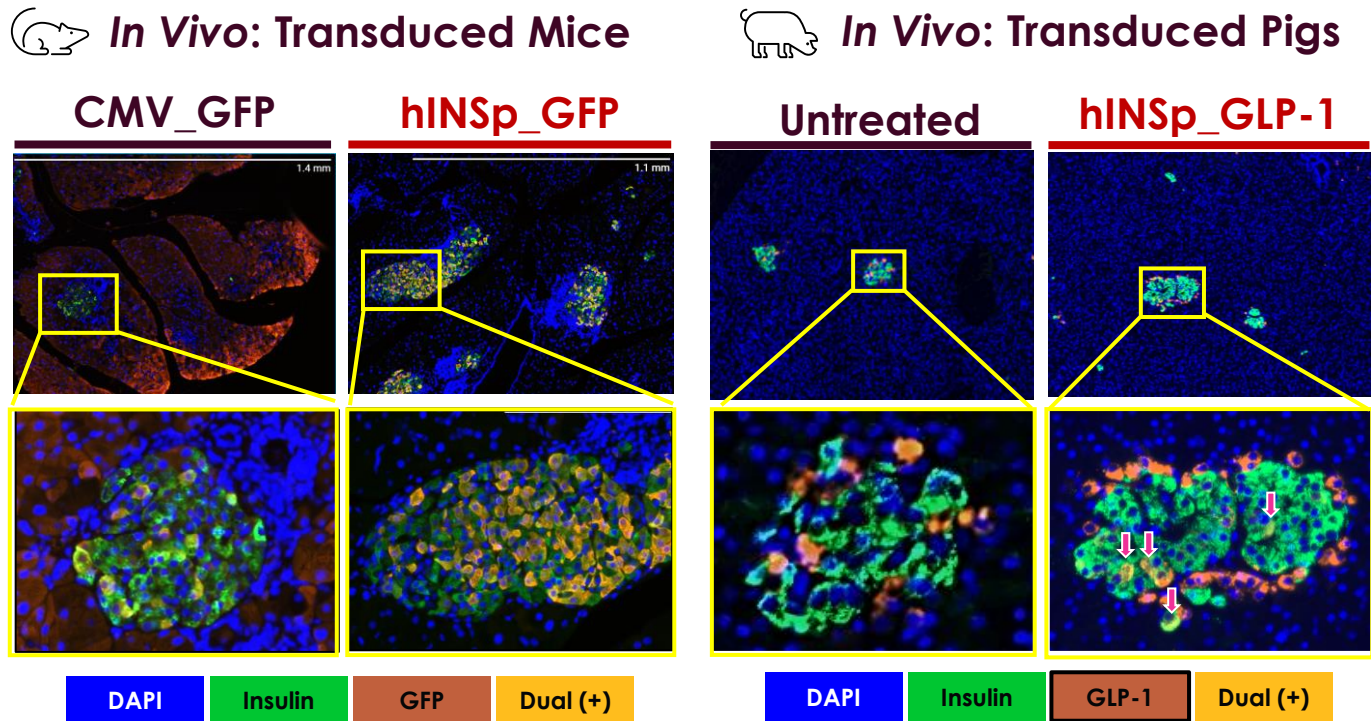 In Vivo: Transduced Mice
CMV_GFP
hINSp_GFP
1.4 mm
1.1 mm
DAPI
Insulin
GFP
Dual (+)
In Vivo: Transduced Pigs
Untreated
hINSp_GLP-1
DAPI
Insulin
GLP-1
Dual (+)